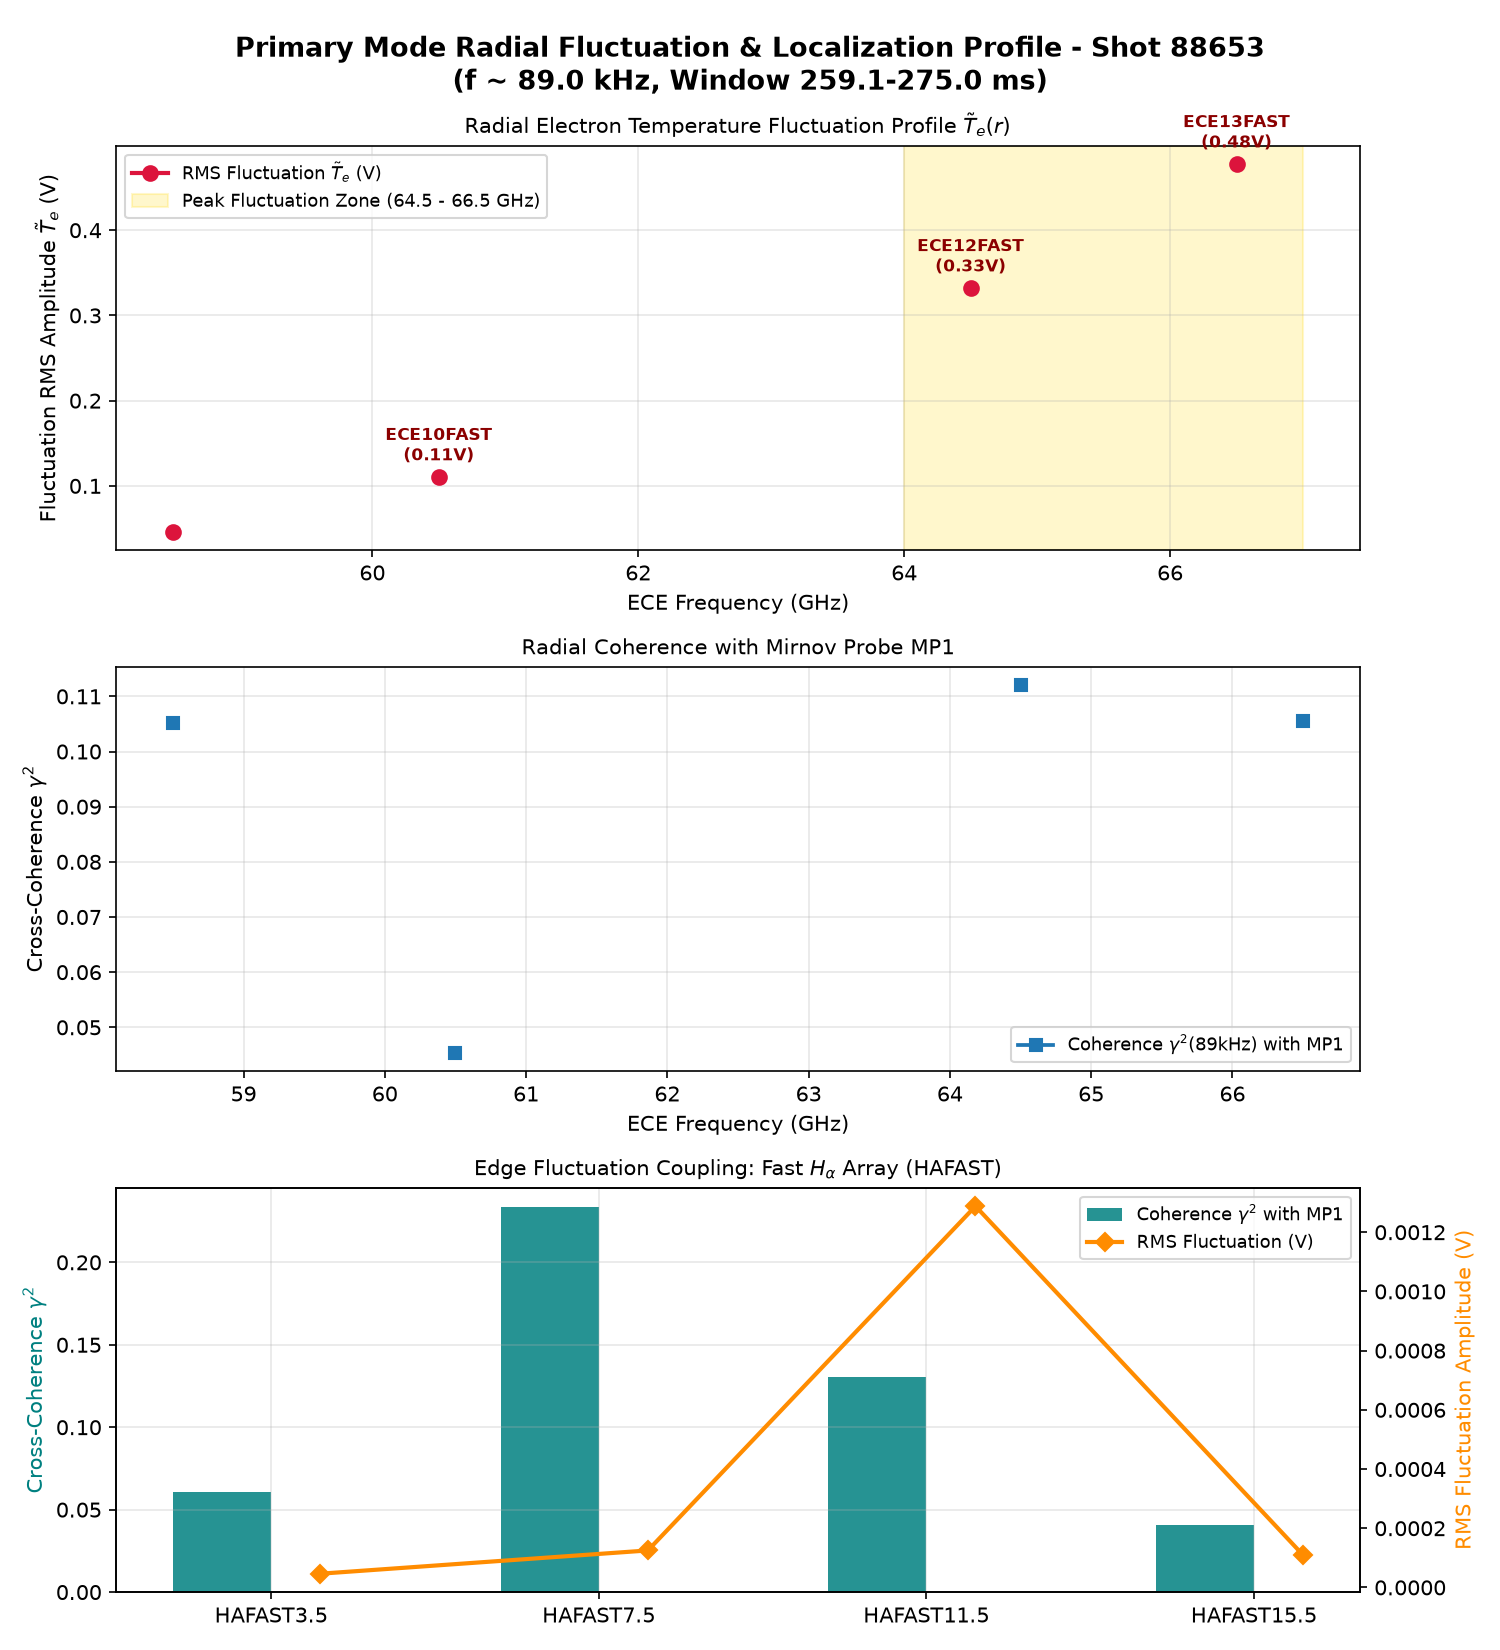 Primary Mode Radial Fluctuation & Localization Profile - Shot 88653
(f ~ 89.0 kHz, Window 259.1-275.0 ms)
Radial Electron Temperature Fluctuation Profile T̃ₑ(r)
Fluctuation RMS Amplitude T̃ₑ (V)
RMS Fluctuation T̃ₑ (V)
Peak Fluctuation Zone (64.5 - 66.5 GHz)
ECE13FAST
(0.48V)
ECE12FAST
(0.33V)
ECE10FAST
(0.11V)
0.4
0.3
0.2
0.1
60 62 64 66
ECE Frequency (GHz)
Radial Coherence with Mirnov Probe MP1
Cross-Coherence γ²
0.11
0.10
0.09
0.08
0.07
0.06
0.05
Coherence γ²(89kHz) with MP1
59 60 61 62 63 64 65 66
ECE Frequency (GHz)
Edge Fluctuation Coupling: Fast Hα Array (HAFAST)
Cross-Coherence γ²
0.20
0.15
0.10
0.05
0.00
Coherence γ² with MP1
RMS Fluctuation (V)
0.0012
0.0010
0.0008
0.0006
0.0004
0.0002
0.0000
RMS Fluctuation Amplitude (V)
HAFAST3.5 HAFAST7.5 HAFAST11.5 HAFAST15.5